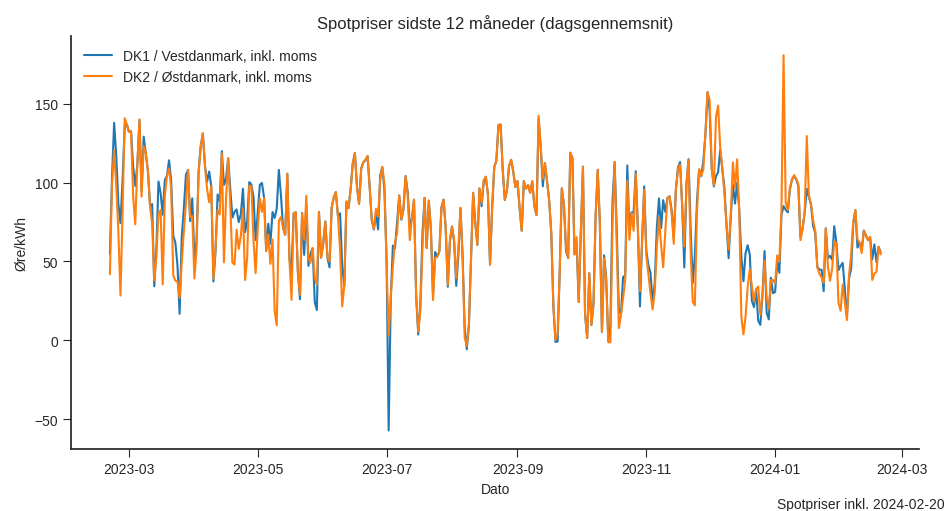 Spotpriser sidste 12 måneder (dagsgennemsnit)
DK1 / Vestdanmark, inkl. moms
DK2 / Østdanmark, inkl. moms
Øre/kWh
150
100
50
0
−50
2023-03
2023-05
2023-07
2023-09
2023-11
2024-01
2024-03
Dato
Spotpriser inkl. 2024-02-20